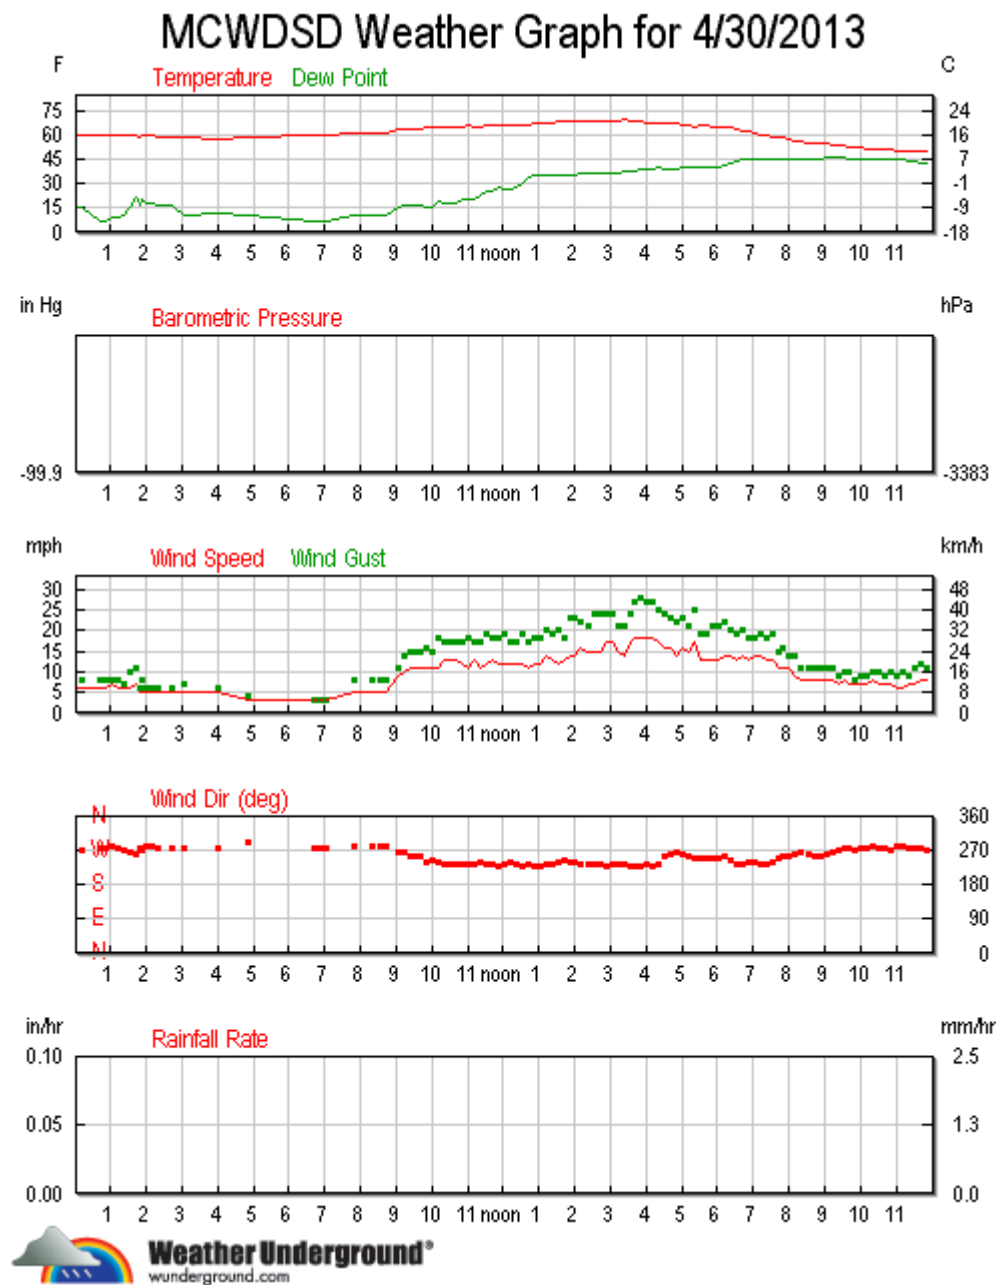 MCWDSD Weather Graph for 4/30/2013
F C
Temperature Dew Point
75 24
60 16
45 7
30 -1
15 -9
0 -18
1 2 3 4 5 6 7 8 9 10 11 noon 1 2 3 4 5 6 7 8 9 10 11
in Hg hPa
Barometric Pressure
-99.9 -3383
1 2 3 4 5 6 7 8 9 10 11 noon 1 2 3 4 5 6 7 8 9 10 11
mph km/h
Wind Speed Wind Gust
30 48
25 40
20 32
15 24
10 16
5 8
0 0
1 2 3 4 5 6 7 8 9 10 11 noon 1 2 3 4 5 6 7 8 9 10 11
Wind Dir (deg)
N 360
W 270
S 180
E 90
N 0
1 2 3 4 5 6 7 8 9 10 11 noon 1 2 3 4 5 6 7 8 9 10 11
in/hr mm/hr
Rainfall Rate
0.10 2.5
0.05 1.3
0.00 0.0
1 2 3 4 5 6 7 8 9 10 11 noon 1 2 3 4 5 6 7 8 9 10 11
Weather Underground®
wunderground.com